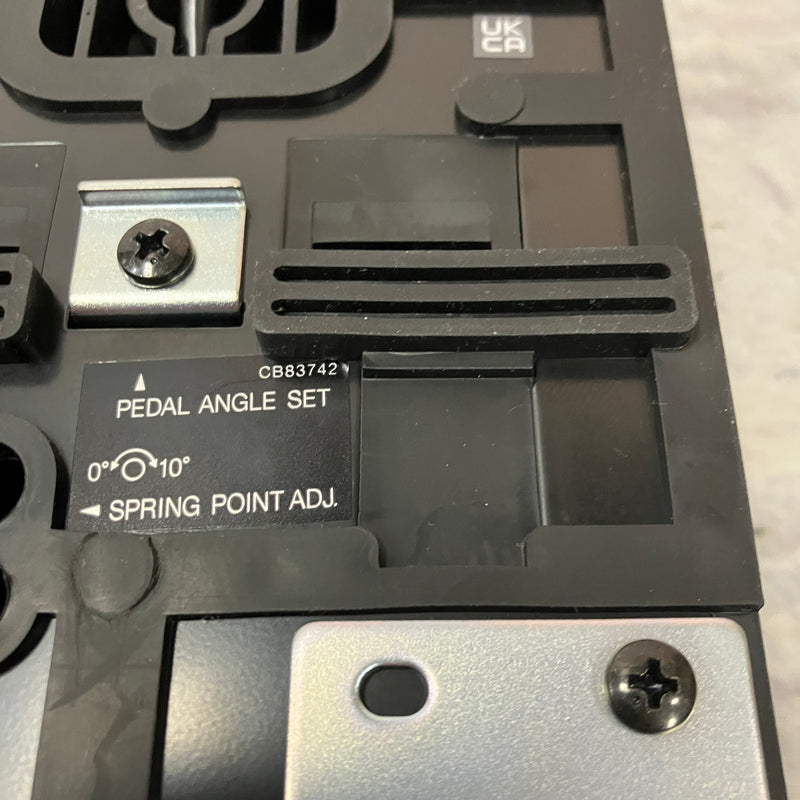 UK
CA
CB83742
▲
PEDAL ANGLE SET
0° 10°
◄ SPRING POINT ADJ.